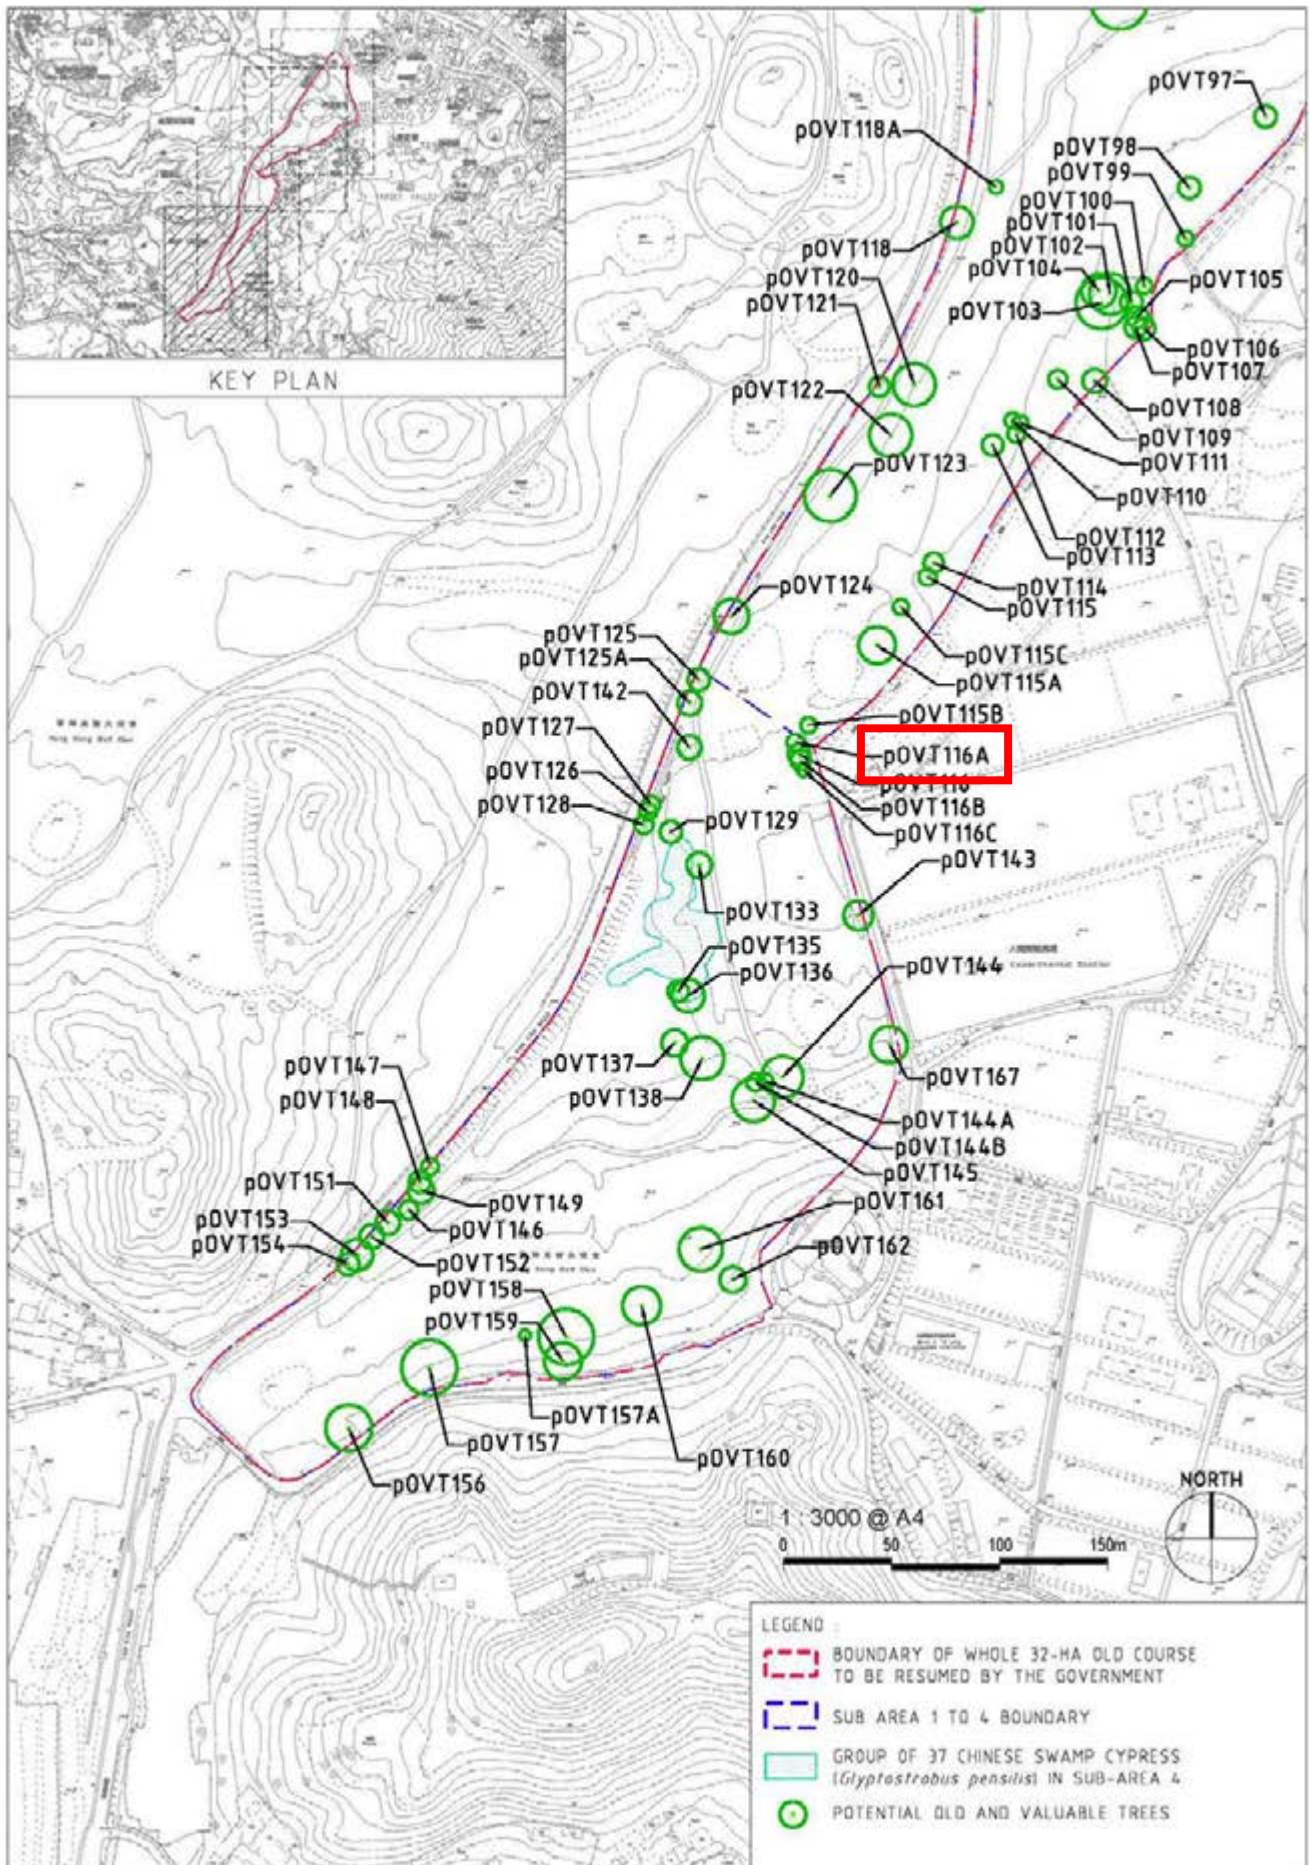 KEY PLAN
pOVT97
pOVT118A
pOVT98
pOVT99
pOVT100
pOVT101
pOVT102
pOVT104
pOVT118
pOVT120
pOVT121
pOVT103
pOVT105
pOVT106
pOVT107
pOVT122
pOVT108
pOVT109
pOVT123
pOVT111
pOVT110
pOVT112
pOVT113
pOVT114
pOVT124
pOVT115
pOVT125
pOVT125A
pOVT115C
pOVT142
pOVT115A
pOVT115B
pOVT127
pOVT116A
pOVT126
pOVT116
pOVT128
pOVT116B
pOVT129
pOVT116C
pOVT143
pOVT133
pOVT135
pOVT144
pOVT136
pOVT147
pOVT137
pOVT167
pOVT148
pOVT138
pOVT144A
pOVT144B
pOVT151
pOVT145
pOVT149
pOVT161
pOVT153
pOVT146
pOVT154
pOVT162
pOVT152
pOVT158
pOVT159
pOVT157A
pOVT157
pOVT160
pOVT156
NORTH
1 : 3000 @ A4
0 50 100 150m
LEGEND :
BOUNDARY OF WHOLE 32-HA OLD COURSE
TO BE RESUMED BY THE GOVERNMENT
SUB AREA 1 TO 4 BOUNDARY
GROUP OF 37 CHINESE SWAMP CYPRESS
(Glyptostrobus pensilis) IN SUB-AREA 4
POTENTIAL OLD AND VALUABLE TREES